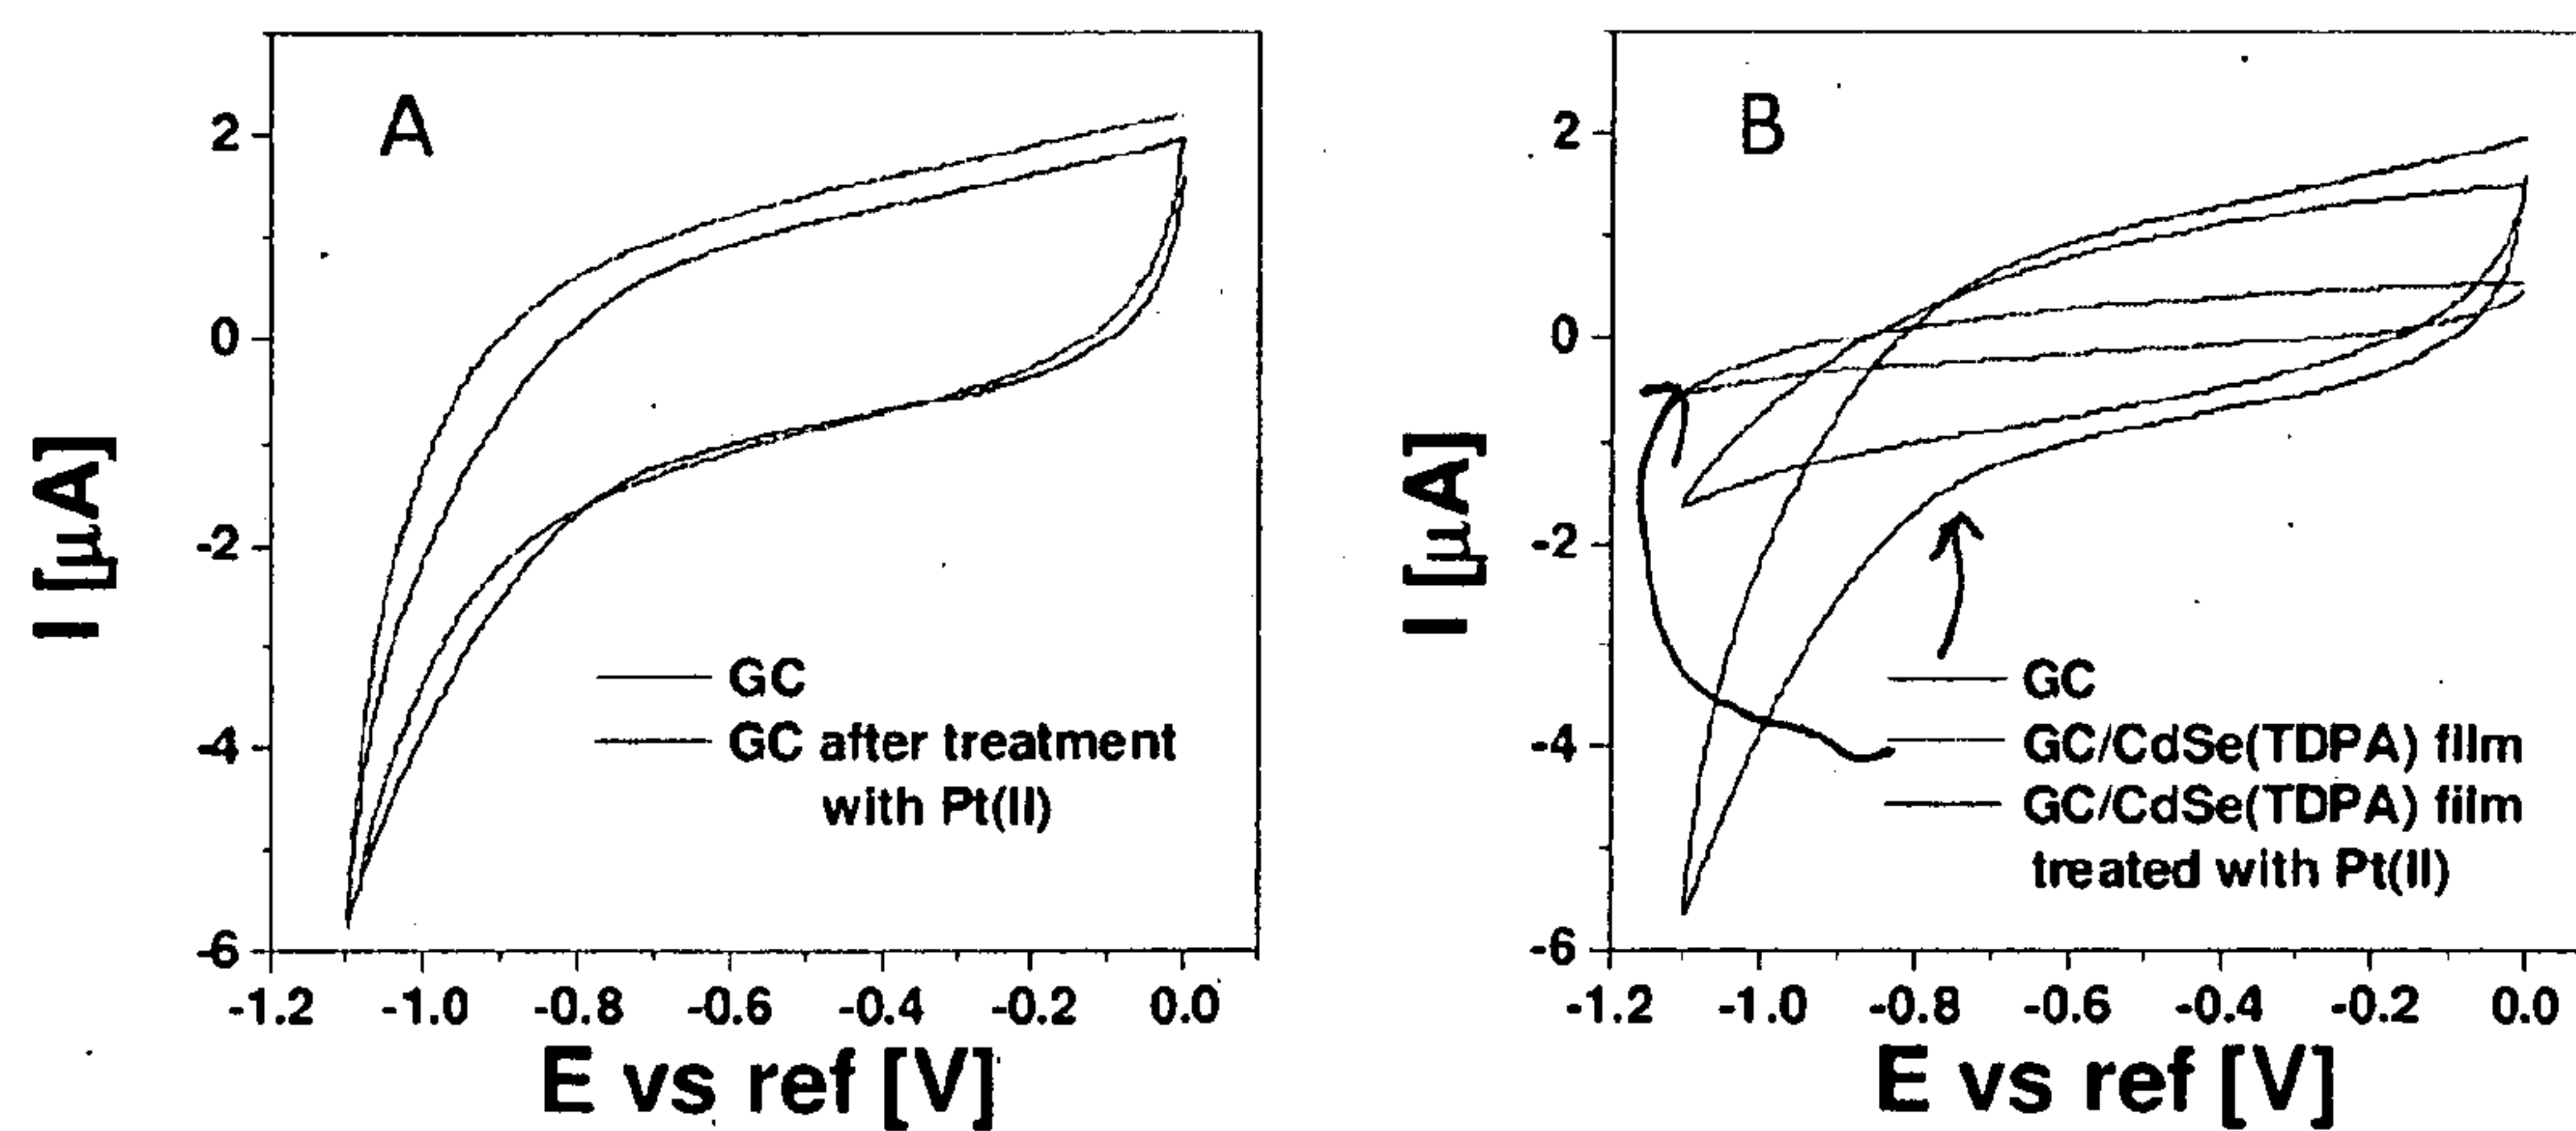 A
I [µA]
2
0
-2
-4
-6
GC
GC after treatment
with Pt(II)
-1.2 -1.0 -0.8 -0.6 -0.4 -0.2 0.0
E vs ref [V]
B
I [µA]
2
0
-2
-4
-6
GC
GC/CdSe(TDPA) film
GC/CdSe(TDPA) film
treated with Pt(II)
-1.2 -1.0 -0.8 -0.6 -0.4 -0.2 0.0
E vs ref [V]